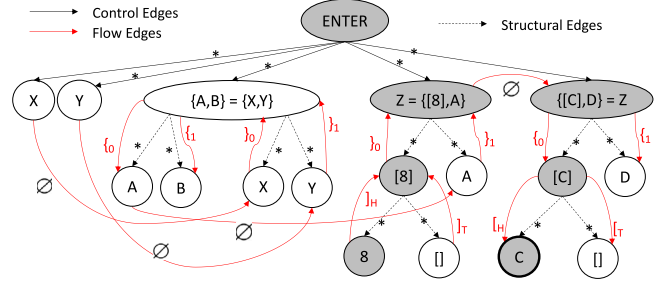 Control Edges
Flow Edges
ENTER
Structural Edges
* * * * *
X Y {A,B} = {X,Y} Z = {[8],A} ∅ {[C],D} = Z
{0 {1 }0 }1 }0 }1 {0 {1
* * * * * * * *
A B X Y [8] A [C] D
∅ ∅ ∅
]H ]T [H [T
* * * *
8 [] C []